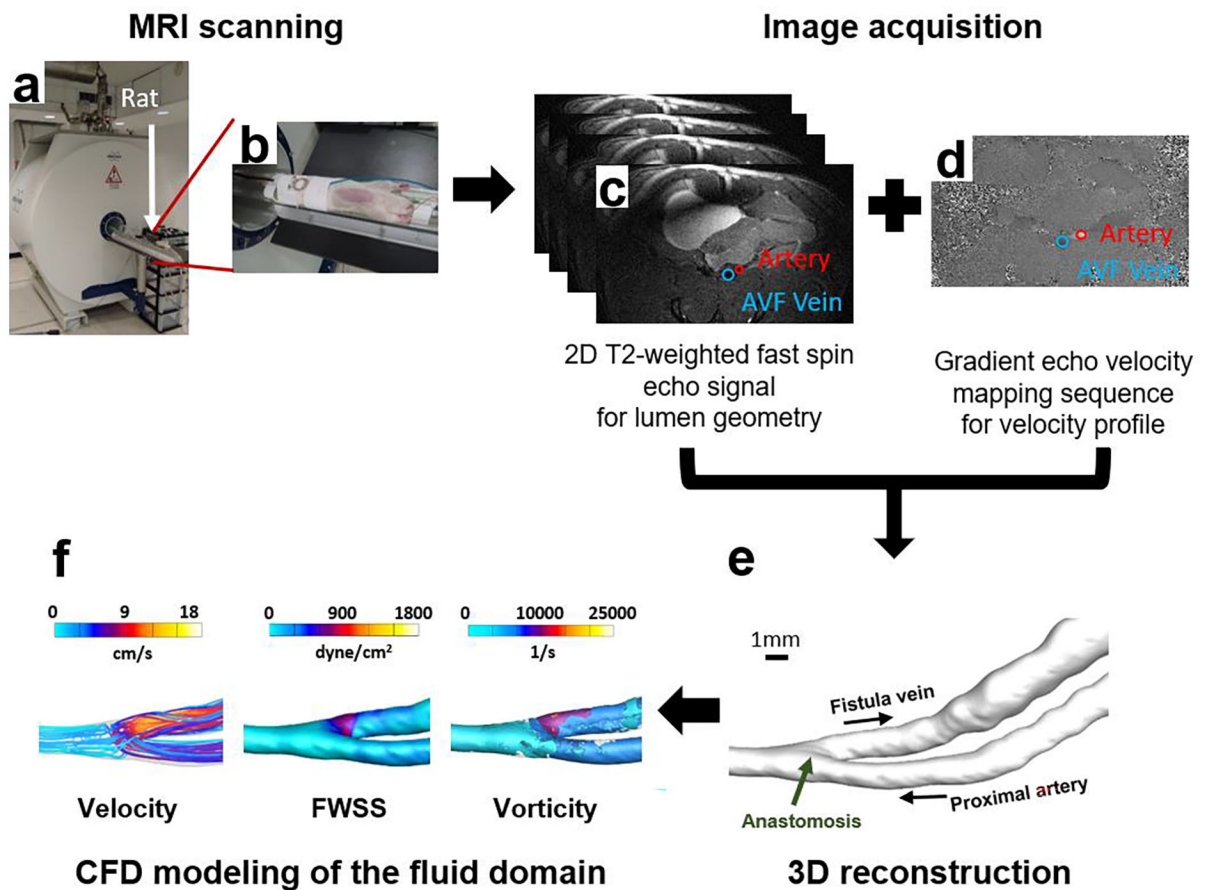 MRI scanning
Image acquisition
a
Rat
b
c
Artery
AVF Vein
d
Artery
AVF Vein
2D T2-weighted fast spin
echo signal
for lumen geometry
Gradient echo velocity
mapping sequence
for velocity profile
f
0 9 18
cm/s
0 900 1800
dyne/cm²
0 10000 25000
1/s
Velocity
FWSS
Vorticity
CFD modeling of the fluid domain
e
1mm
Fistula vein
Proximal artery
Anastomosis
3D reconstruction